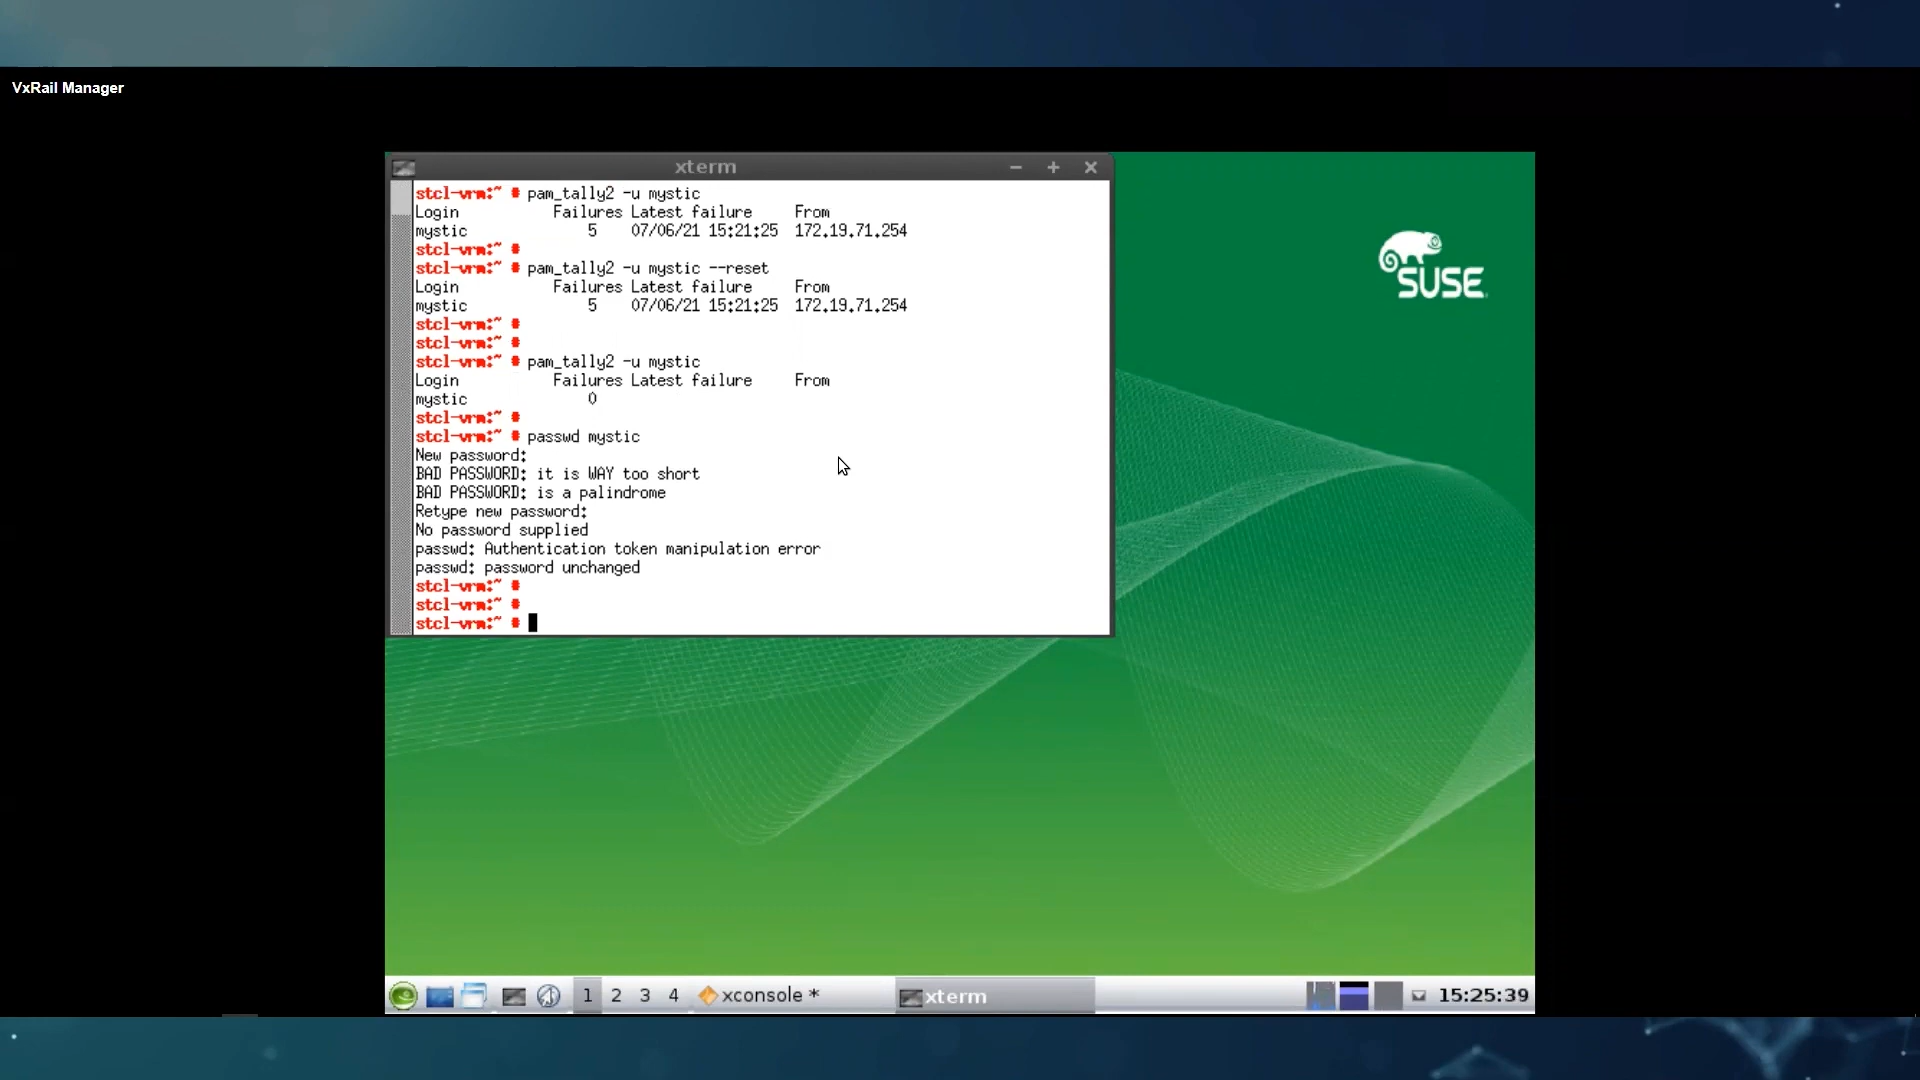 VxRail Manager
xterm
stcl-vrm:~ # pam_tally2 -u mystic
Login Failures Latest failure From
mystic 5 07/06/21 15:21:25 172.19.71.254
stcl-vrm:~ #
stcl-vrm:~ # pam_tally2 -u mystic --reset
Login Failures Latest failure From
mystic 5 07/06/21 15:21:25 172.19.71.254
stcl-vrm:~ #
stcl-vrm:~ #
stcl-vrm:~ # pam_tally2 -u mystic
Login Failures Latest failure From
mystic 0
stcl-vrm:~ #
stcl-vrm:~ # passwd mystic
New password:
BAD PASSWORD: it is WAY too short
BAD PASSWORD: is a palindrome
Retype new password:
No password supplied
passwd: Authentication token manipulation error
passwd: password unchanged
stcl-vrm:~ #
stcl-vrm:~ #
stcl-vrm:~ #
SUSE
1 2 3 4 xconsole * xterm 15:25:39